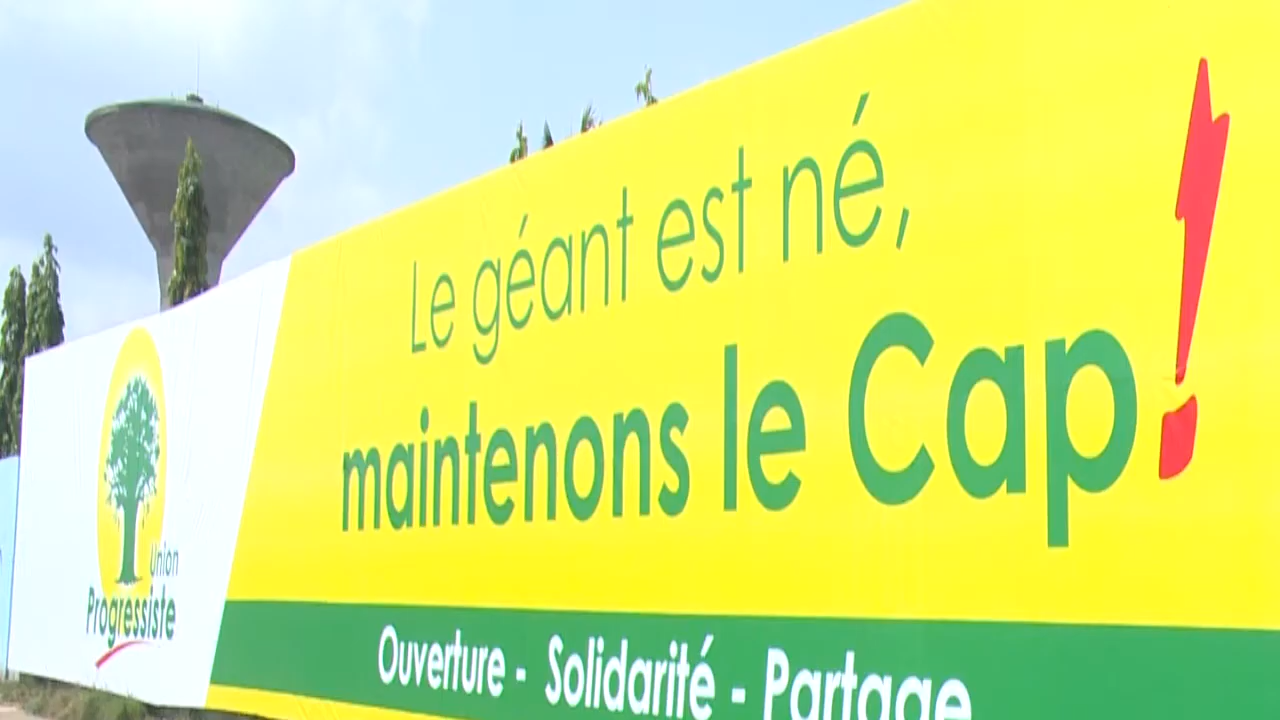 Le géant est né,
maintenons le Cap!
Union
Progressiste
Ouverture - Solidarité - Partage